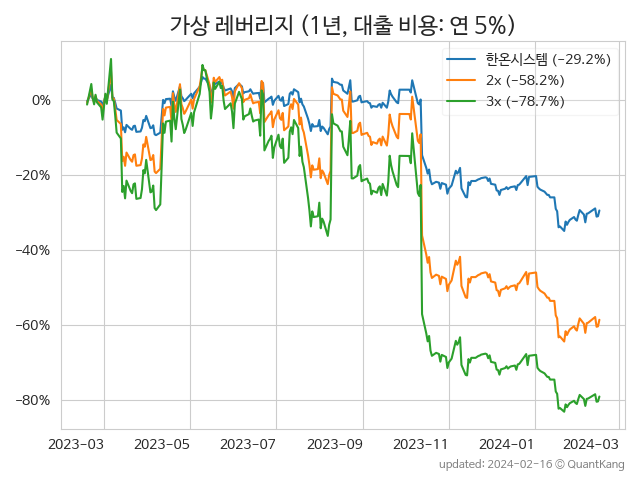 가상 레버리지 (1년, 대출 비용: 연 5%)
한온시스템 (−29.2%)
2x (−58.2%)
3x (−78.7%)
0%
−20%
−40%
−60%
−80%
2023-03 2023-05 2023-07 2023-09 2023-11 2024-01 2024-03
updated: 2024-02-16 © QuantKang